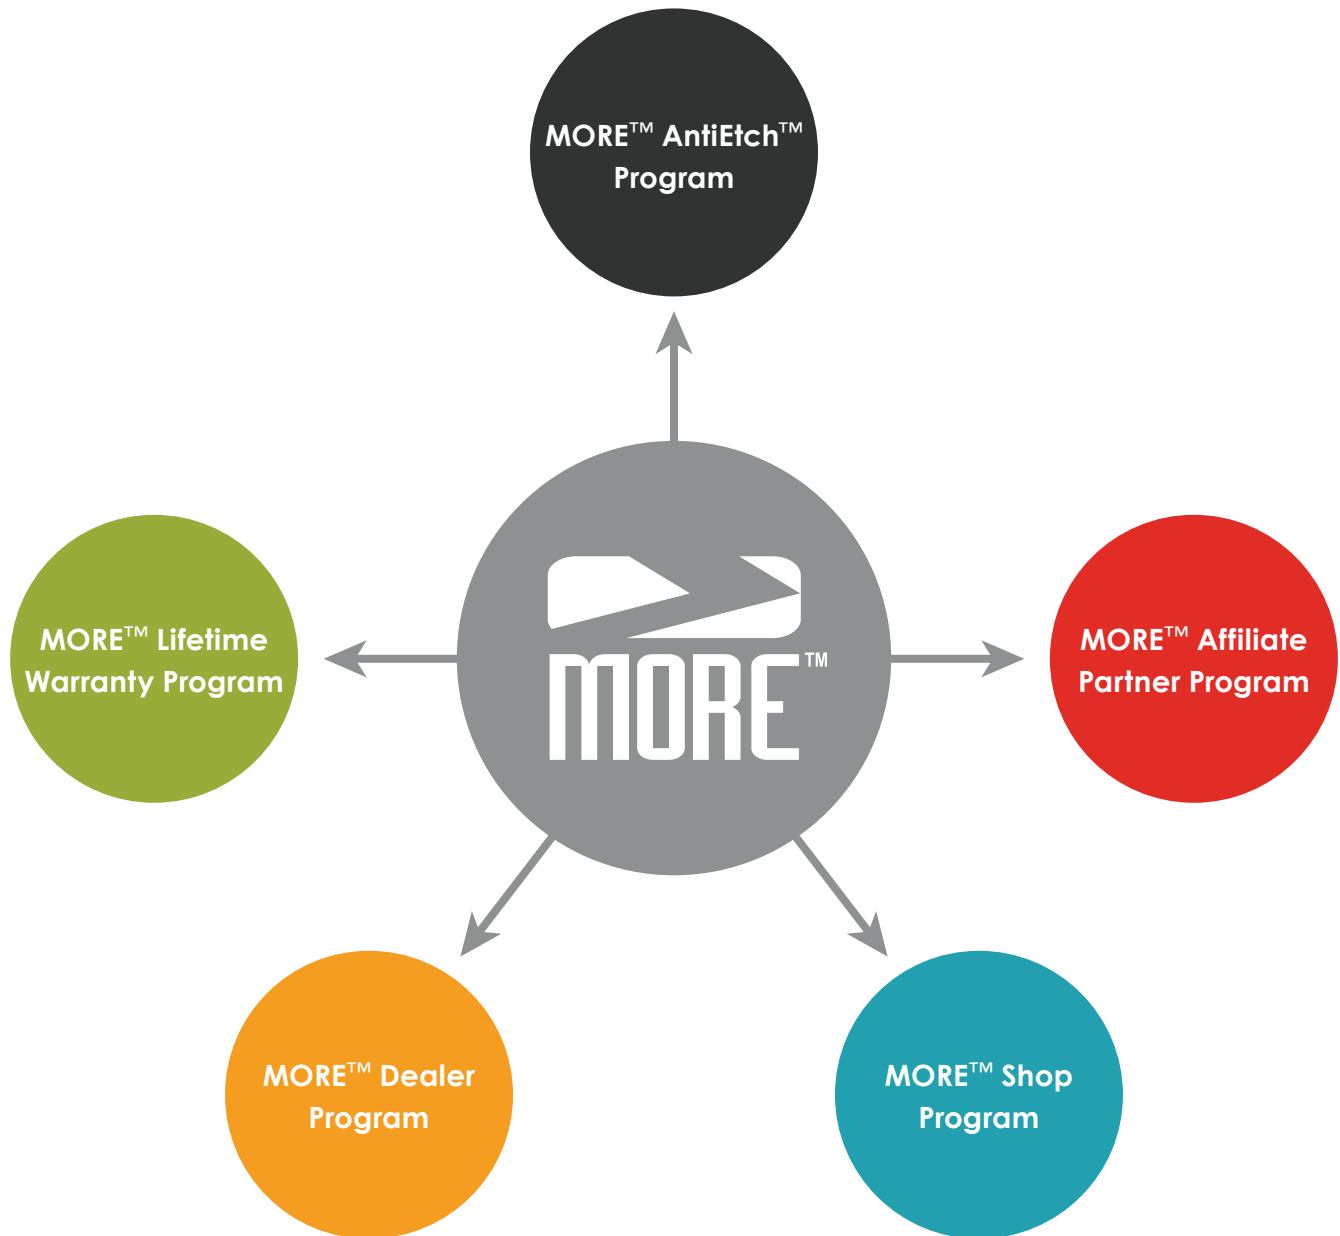 MORE™ AntiEtch™
Program
MORE™ Lifetime
Warranty Program
MORE™
MORE™ Affiliate
Partner Program
MORE™ Dealer
Program
MORE™ Shop
Program